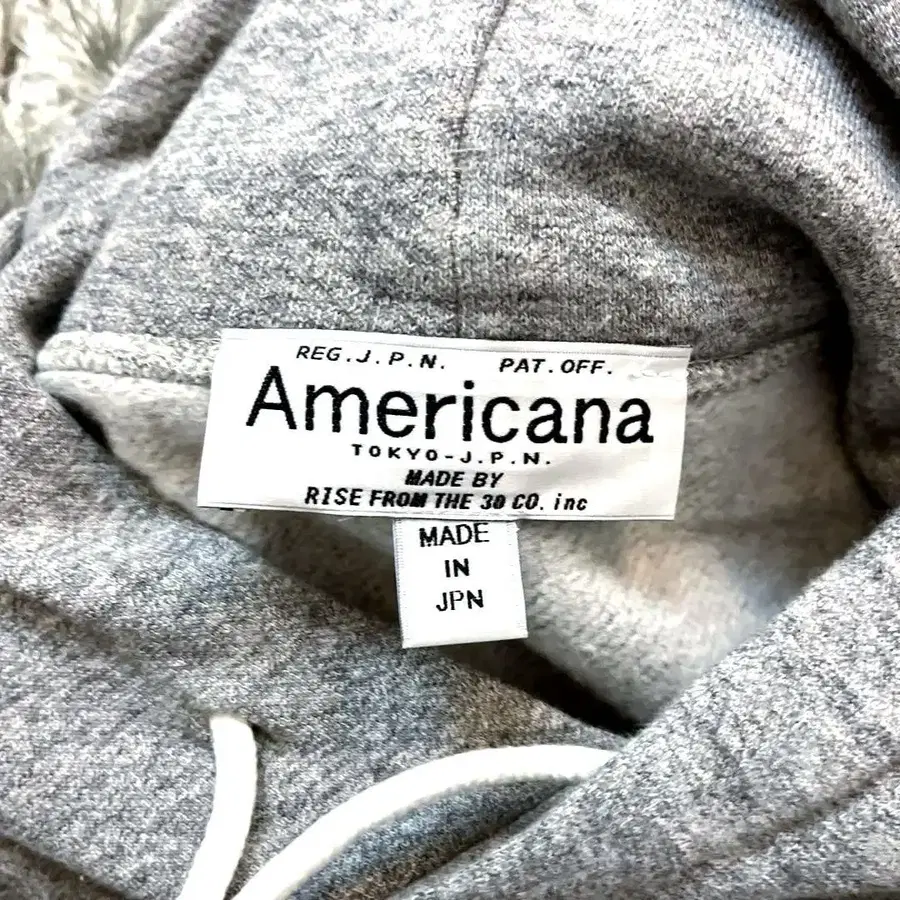 REG.J.P.N. PAT.OFF.
Americana
TOKYO-J.P.N.
MADE BY
RISE FROM THE 30 CO. inc
MADE
IN
JPN